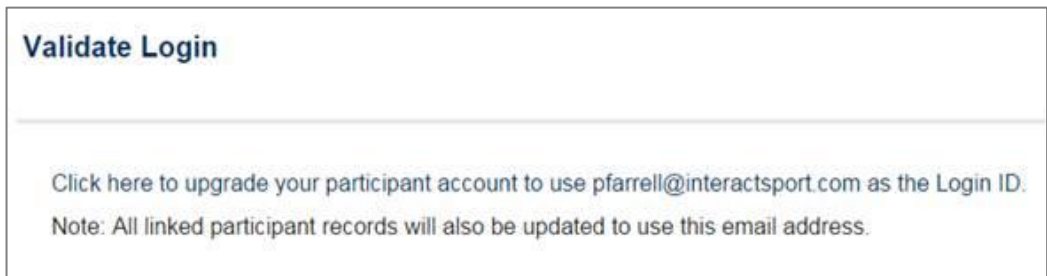 Validate Login
Click here to upgrade your participant account to use pfarrell@interactsport.com as the Login ID.
Note: All linked participant records will also be updated to use this email address.